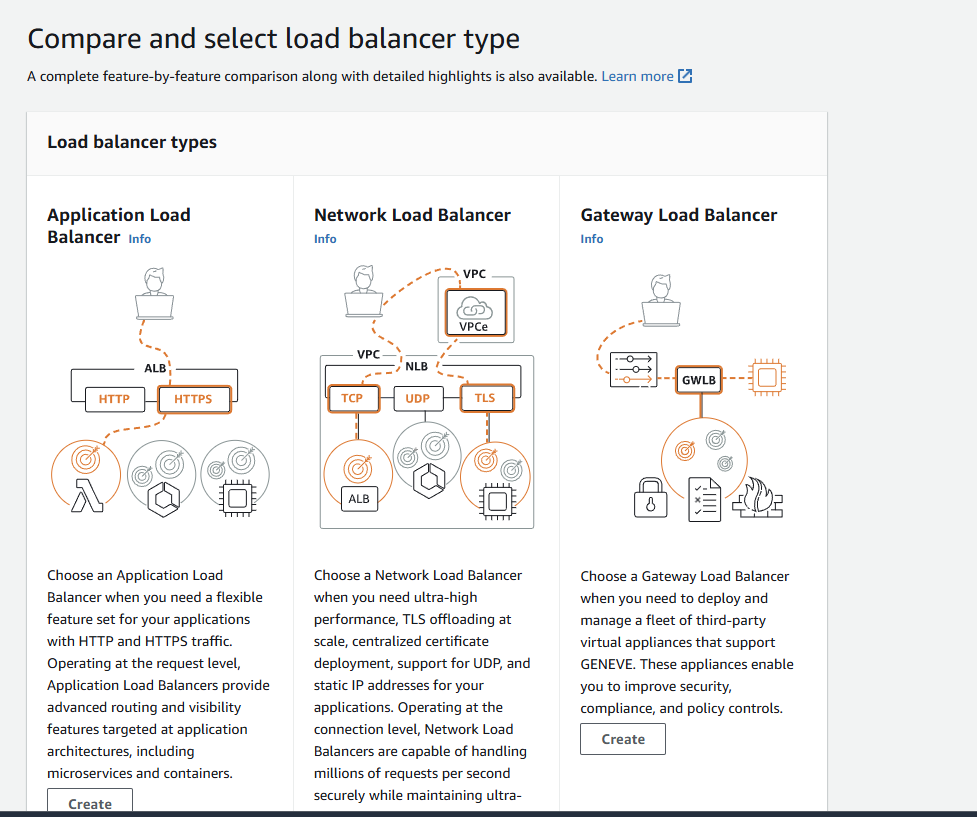 Compare and select load balancer type
A complete feature-by-feature comparison along with detailed highlights is also available. Learn more
Load balancer types
Application Load
Balancer Info
ALB
HTTP
HTTPS
Choose an Application Load
Balancer when you need a flexible
feature set for your applications
with HTTP and HTTPS traffic.
Operating at the request level,
Application Load Balancers provide
advanced routing and visibility
features targeted at application
architectures, including
microservices and containers.
Create
Network Load Balancer
Info
VPC
VPCe
VPC
NLB
TCP
UDP
TLS
ALB
Choose a Network Load Balancer
when you need ultra-high
performance, TLS offloading at
scale, centralized certificate
deployment, support for UDP, and
static IP addresses for your
applications. Operating at the
connection level, Network Load
Balancers are capable of handling
millions of requests per second
securely while maintaining ultra-
Gateway Load Balancer
Info
GWLB
Choose a Gateway Load Balancer
when you need to deploy and
manage a fleet of third-party
virtual appliances that support
GENEVE. These appliances enable
you to improve security,
compliance, and policy controls.
Create